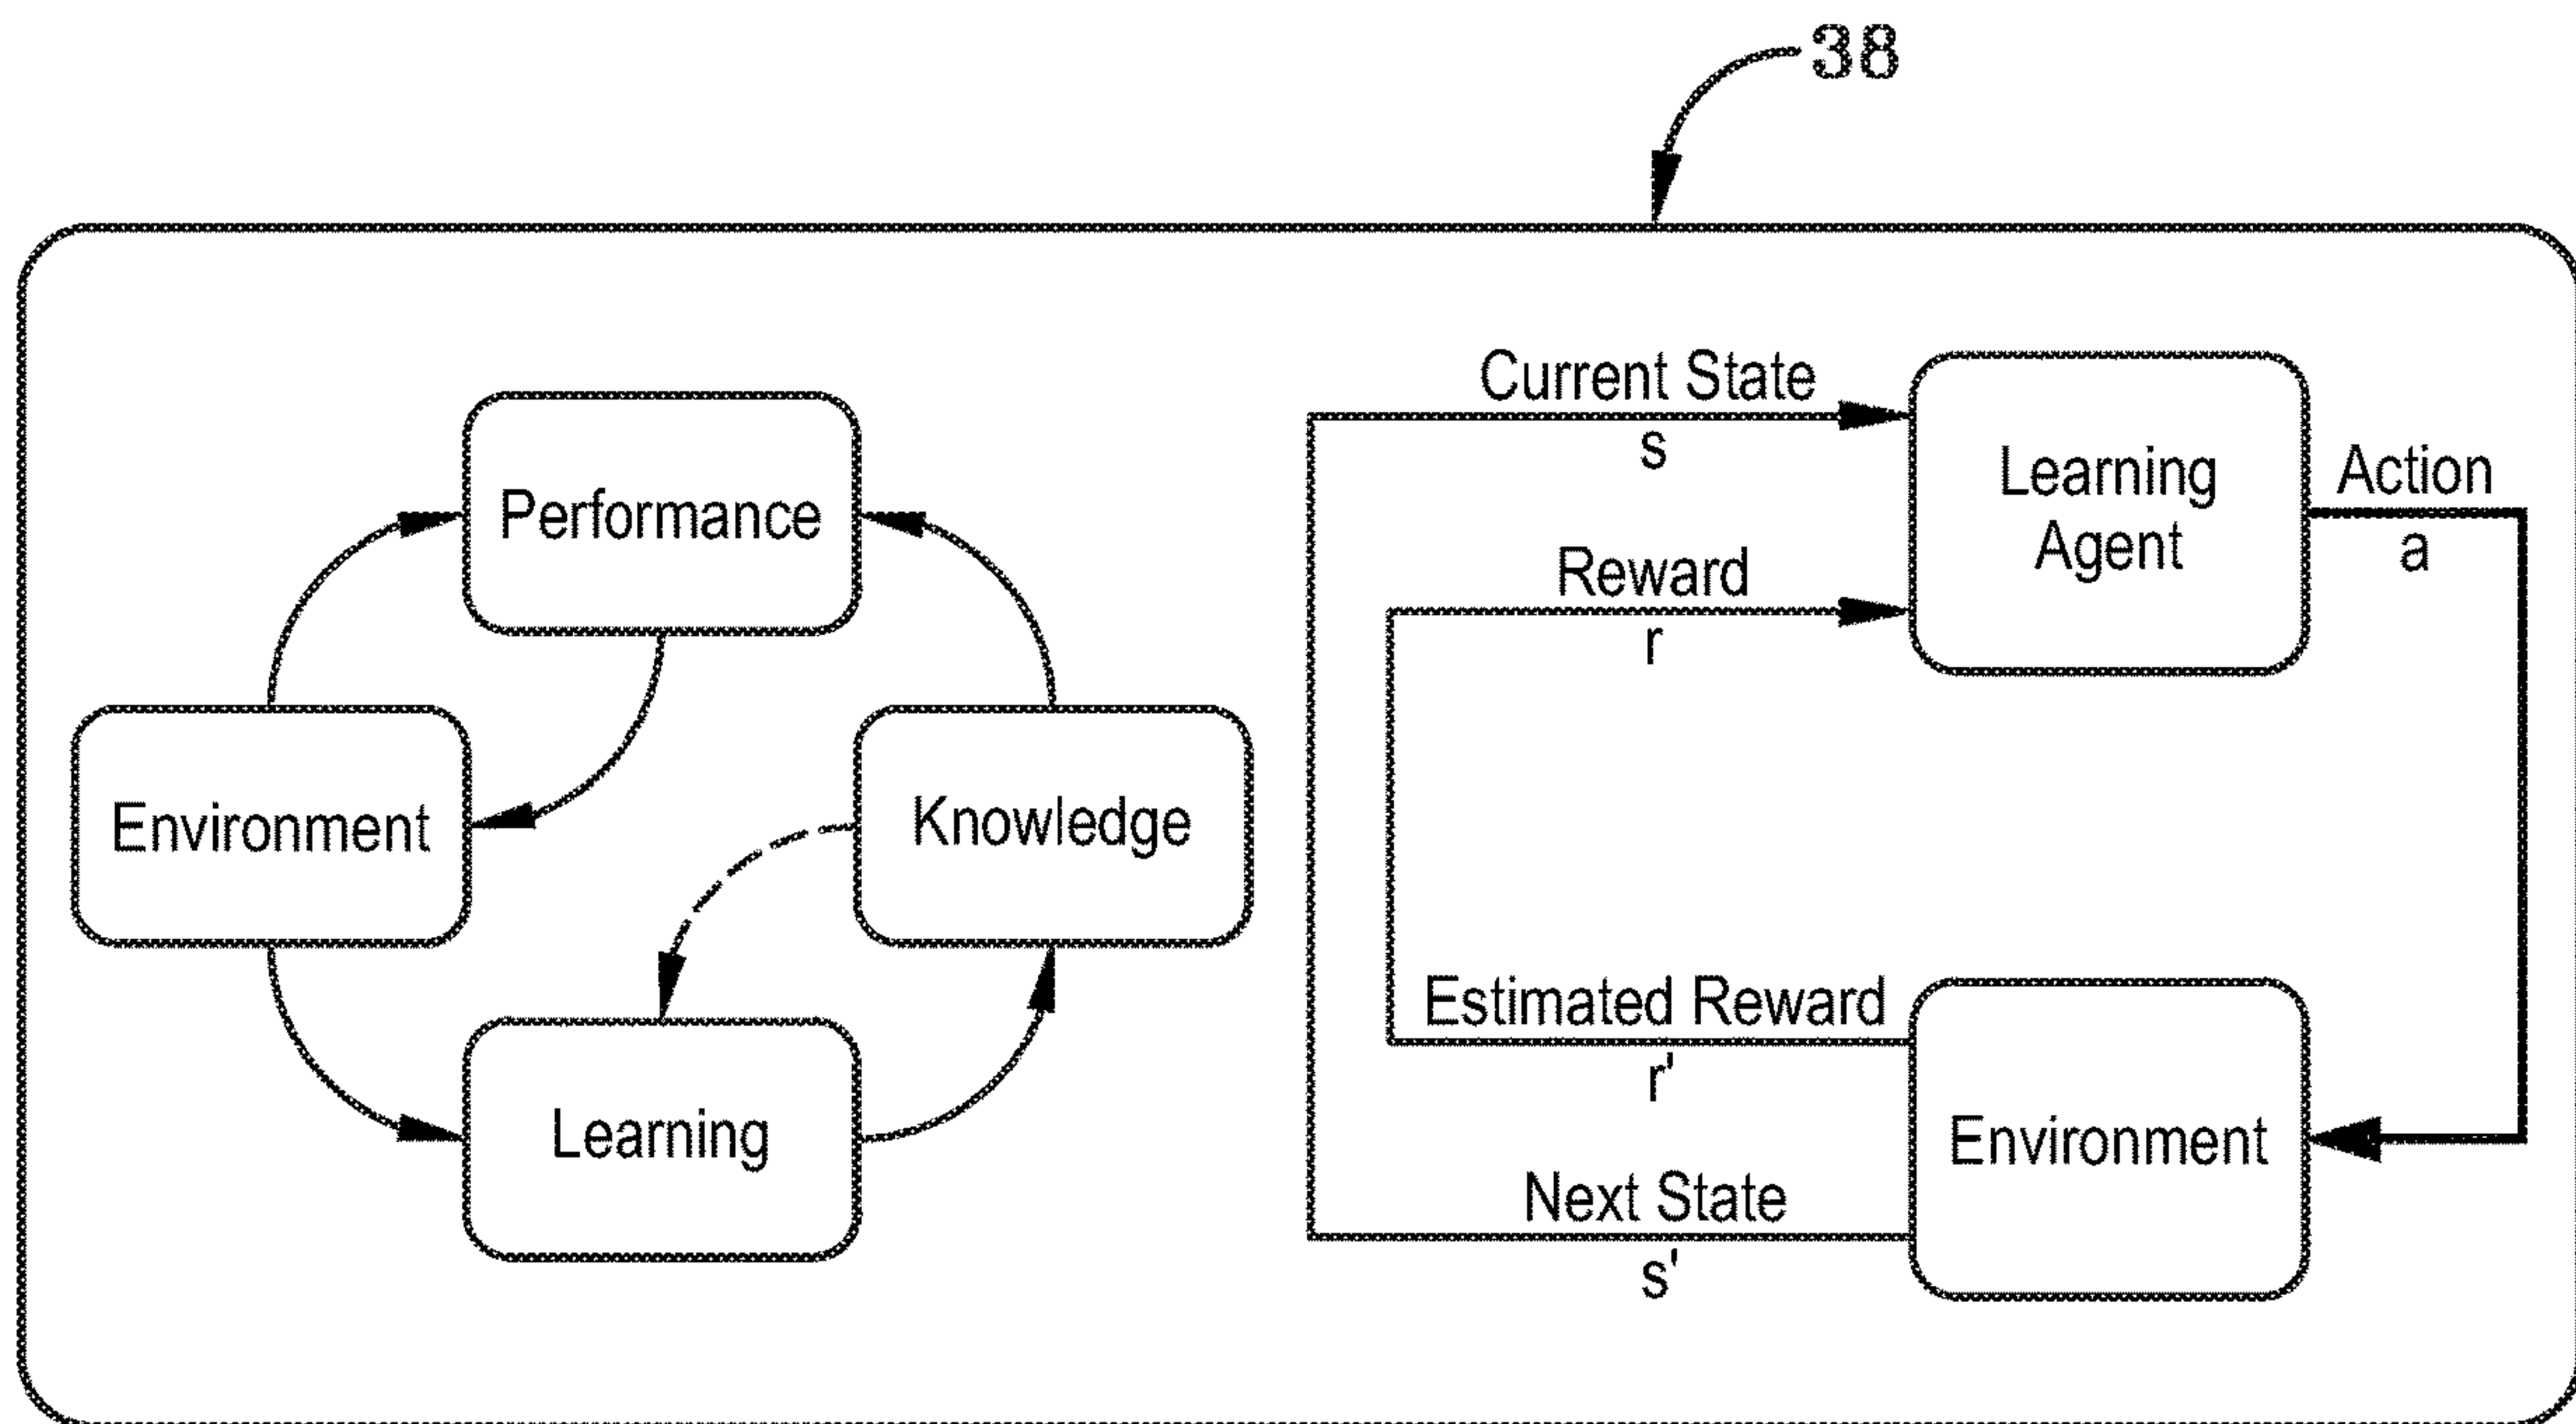 38
Performance
Environment
Knowledge
Learning
Current State
s
Reward
r
Learning
Agent
Action
a
Estimated Reward
r'
Next State
s'
Environment